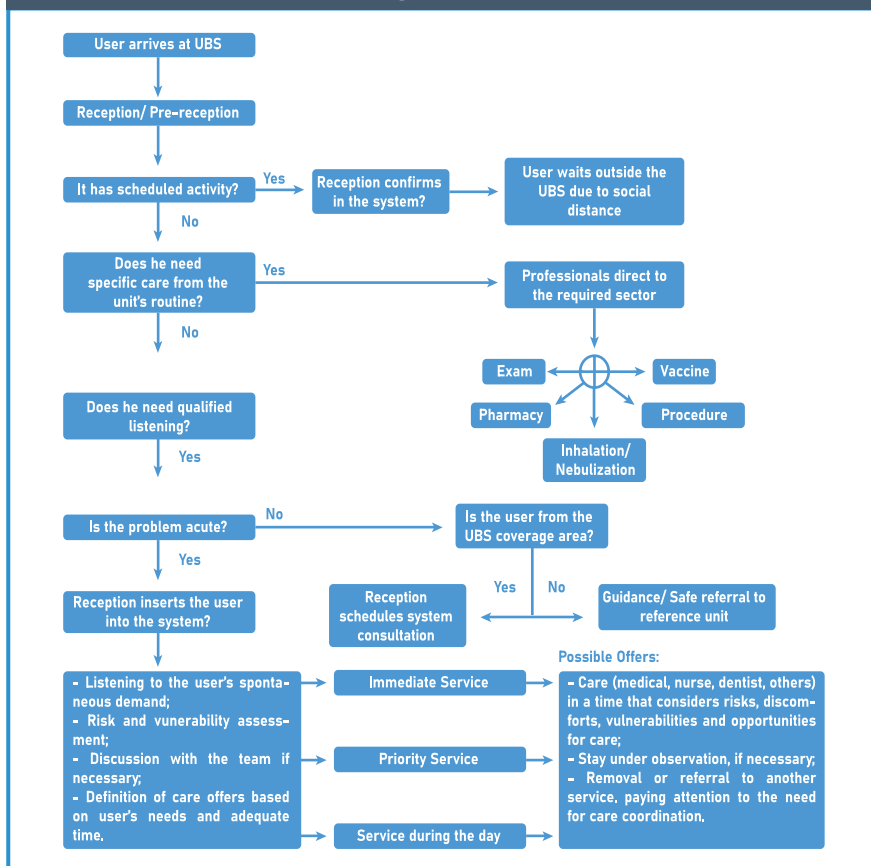 User arrives at UBS
Reception/ Pre-reception
It has scheduled activity?
Yes
Reception confirms
in the system?
User waits outside the
UBS due to social
distance
No
Does he need
specific care from the
unit's routine?
Yes
Professionals direct to
the required sector
No
Exam
Vaccine
Pharmacy
Procedure
Inhalation/
Nebulization
Does he need qualified
listening?
Yes
Is the problem acute?
No
Is the user from the
UBS coverage area?
Yes
Yes
No
Reception inserts the user
into the system?
Reception
schedules system
consultation
Guidance/ Safe referral to
reference unit
- Listening to the user's spont-
aneous demand;
- Risk and vunerability assess-
ment;
- Discussion with the team if
necessary;
- Definition of care offers based
on user's needs and adequate
time.
Immediate Service
Priority Service
Service during the day
Possible Offers:
- Care (medical, nurse, dentist, others)
in a time that considers risks, discom-
forts, vulnerabilities and opportunities
for care;
- Stay under observation, if necessary;
- Removal or referral to another
service, paying attention to the need
for care coordination.